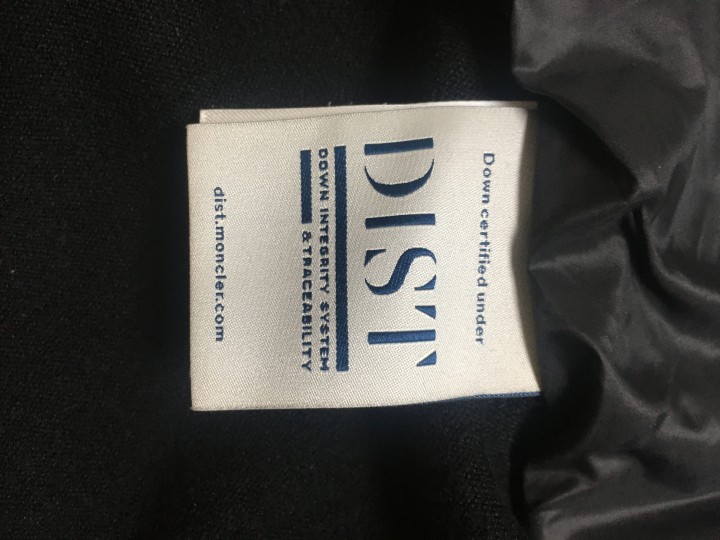 Down certified under
DIST
DOWN INTEGRITY SYSTEM
& TRACEABILITY
dist.moncler.com